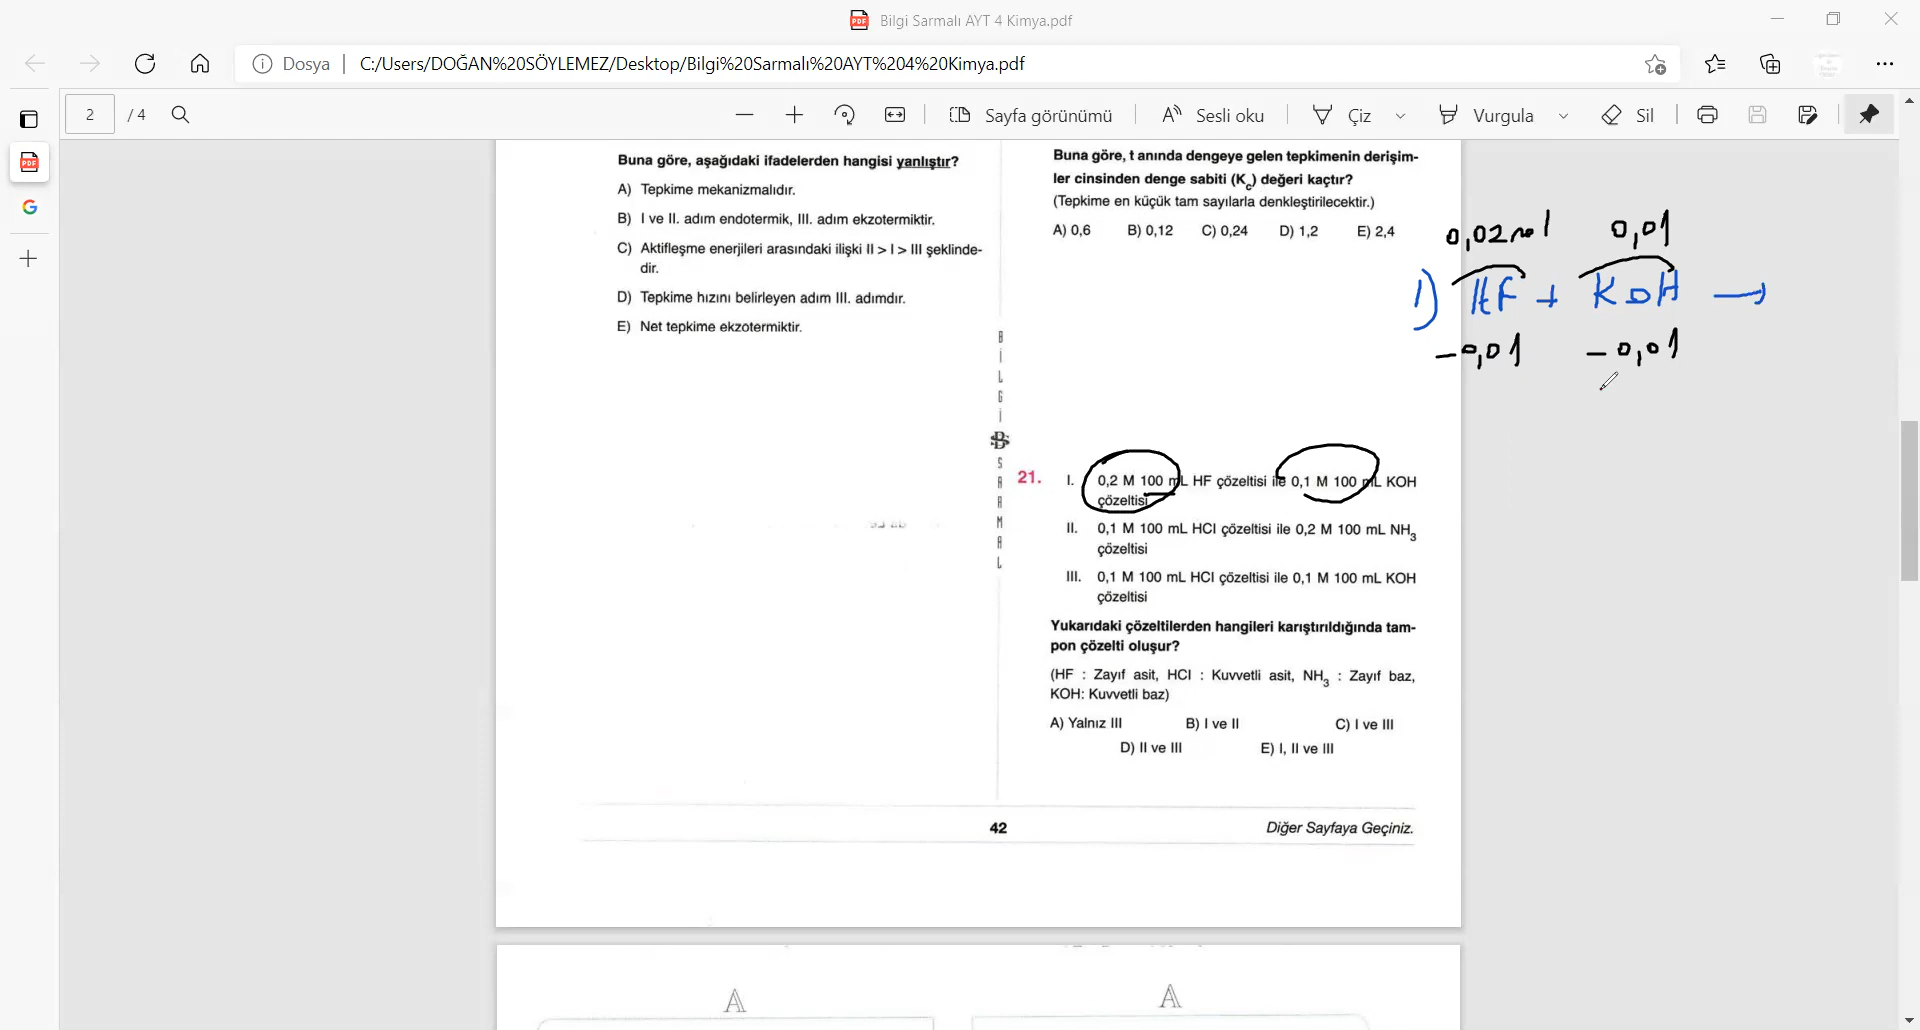 Bilgi Sarmalı AYT 4 Kimya.pdf
Dosya | C:/Users/DOĞAN%20SÖYLEMEZ/Desktop/Bilgi%20Sarmalı%20AYT%204%20Kimya.pdf
2 / 4
Sayfa görünümü
Sesli oku
Çiz
Vurgula
Sil
Buna göre, aşağıdaki ifadelerden hangisi yanlıştır?
A) Tepkime mekanizmalıdır.
B) I ve II. adım endotermik, III. adım ekzotermiktir.
C) Aktifleşme enerjileri arasındaki ilişki II > I > III şeklinde-
dir.
D) Tepkime hızını belirleyen adım III. adımdır.
E) Net tepkime ekzotermiktir.
BİLGİ SARMAL
Buna göre, t anında dengeye gelen tepkimenin derişim-
ler cinsinden denge sabiti (Kc) değeri kaçtır?
(Tepkime en küçük tam sayılarla denkleştirilecektir.)
A) 0,6 B) 0,12 C) 0,24 D) 1,2 E) 2,4
0,02 mol 0,01
1) HF + KOH →
-0,01 -0,01
21. I. 0,2 M 100 mL HF çözeltisi ile 0,1 M 100 mL KOH
çözeltisi
II. 0,1 M 100 mL HCl çözeltisi ile 0,2 M 100 mL NH3
çözeltisi
III. 0,1 M 100 mL HCl çözeltisi ile 0,1 M 100 mL KOH
çözeltisi
Yukarıdaki çözeltilerden hangileri karıştırıldığında tam-
pon çözelti oluşur?
(HF : Zayıf asit, HCl : Kuvvetli asit, NH3 : Zayıf baz,
KOH: Kuvvetli baz)
A) Yalnız III B) I ve II C) I ve III
D) II ve III E) I, II ve III
42
Diğer Sayfaya Geçiniz.
A A